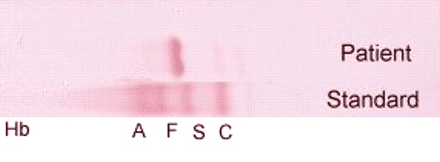 Patient
Standard
Hb A F S C